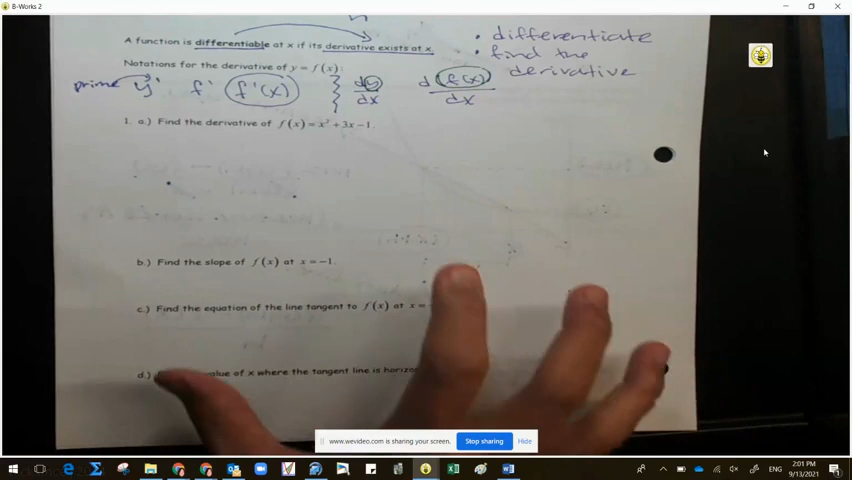 B-Works 2
A function is differentiable at x if its derivative exists at x.
• differentiate
• find the
derivative
Notations for the derivative of y = f(x):
prime y' f' f'(x) dy/dx d(f(x))/dx
1. a.) Find the derivative of f(x) = x² + 3x − 1.
b.) Find the slope of f(x) at x = −1.
c.) Find the equation of the line tangent to f(x) at x =
d.) value of x where the tangent line is
www.wevideo.com is sharing your screen. Stop sharing Hide
2:01 PM
9/13/2021